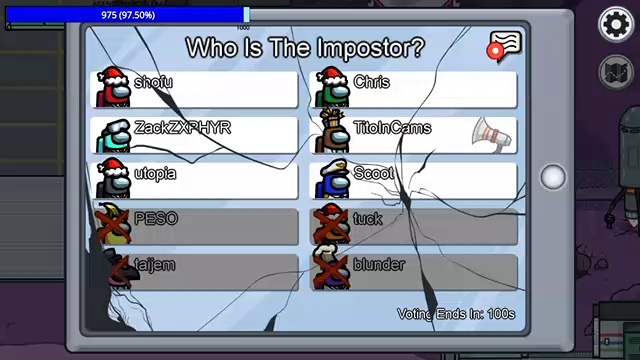 975 (97.50%)
1000
Who Is The Impostor?
shofu
Chris
ZackZXPHYR
TitoInCams
utopia
Scoot
PESO
tuck
taijem
blunder
Voting Ends In: 100s